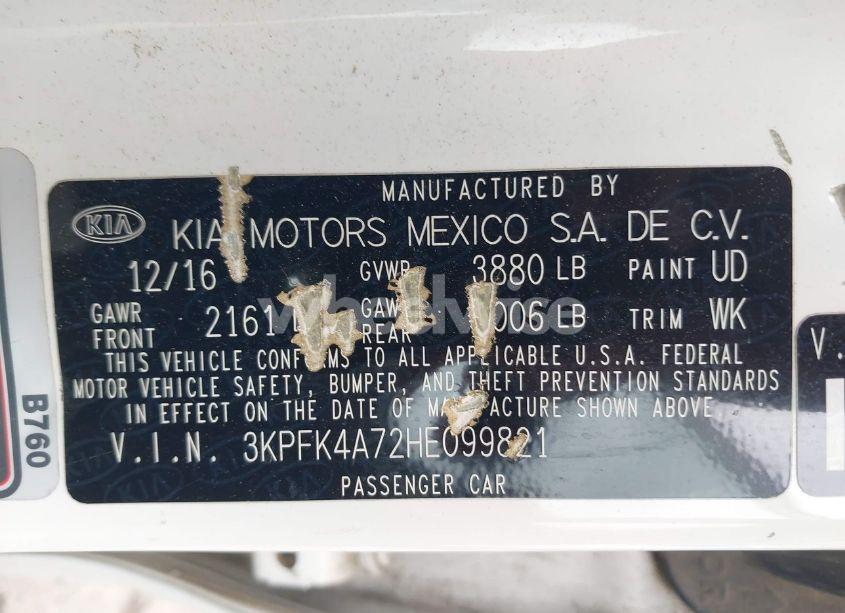 MANUFACTURED BY
KIA KIA MOTORS MEXICO S.A. DE C.V.
12/16 GVWR 3880 LB PAINT UD
GAWR FRONT 2161 GAWR REAR 006 LB TRIM WK
THIS VEHICLE CONF MS TO ALL APPLICABLE U.S.A. FEDERAL
MOTOR VEHICLE SAFETY, BUMPER, AND THEFT PREVENTION STANDARDS
IN EFFECT ON THE DATE OF MANUFACTURE SHOWN ABOVE
V.I.N. 3KPFK4A72HE099821
PASSENGER CAR
B760
V.